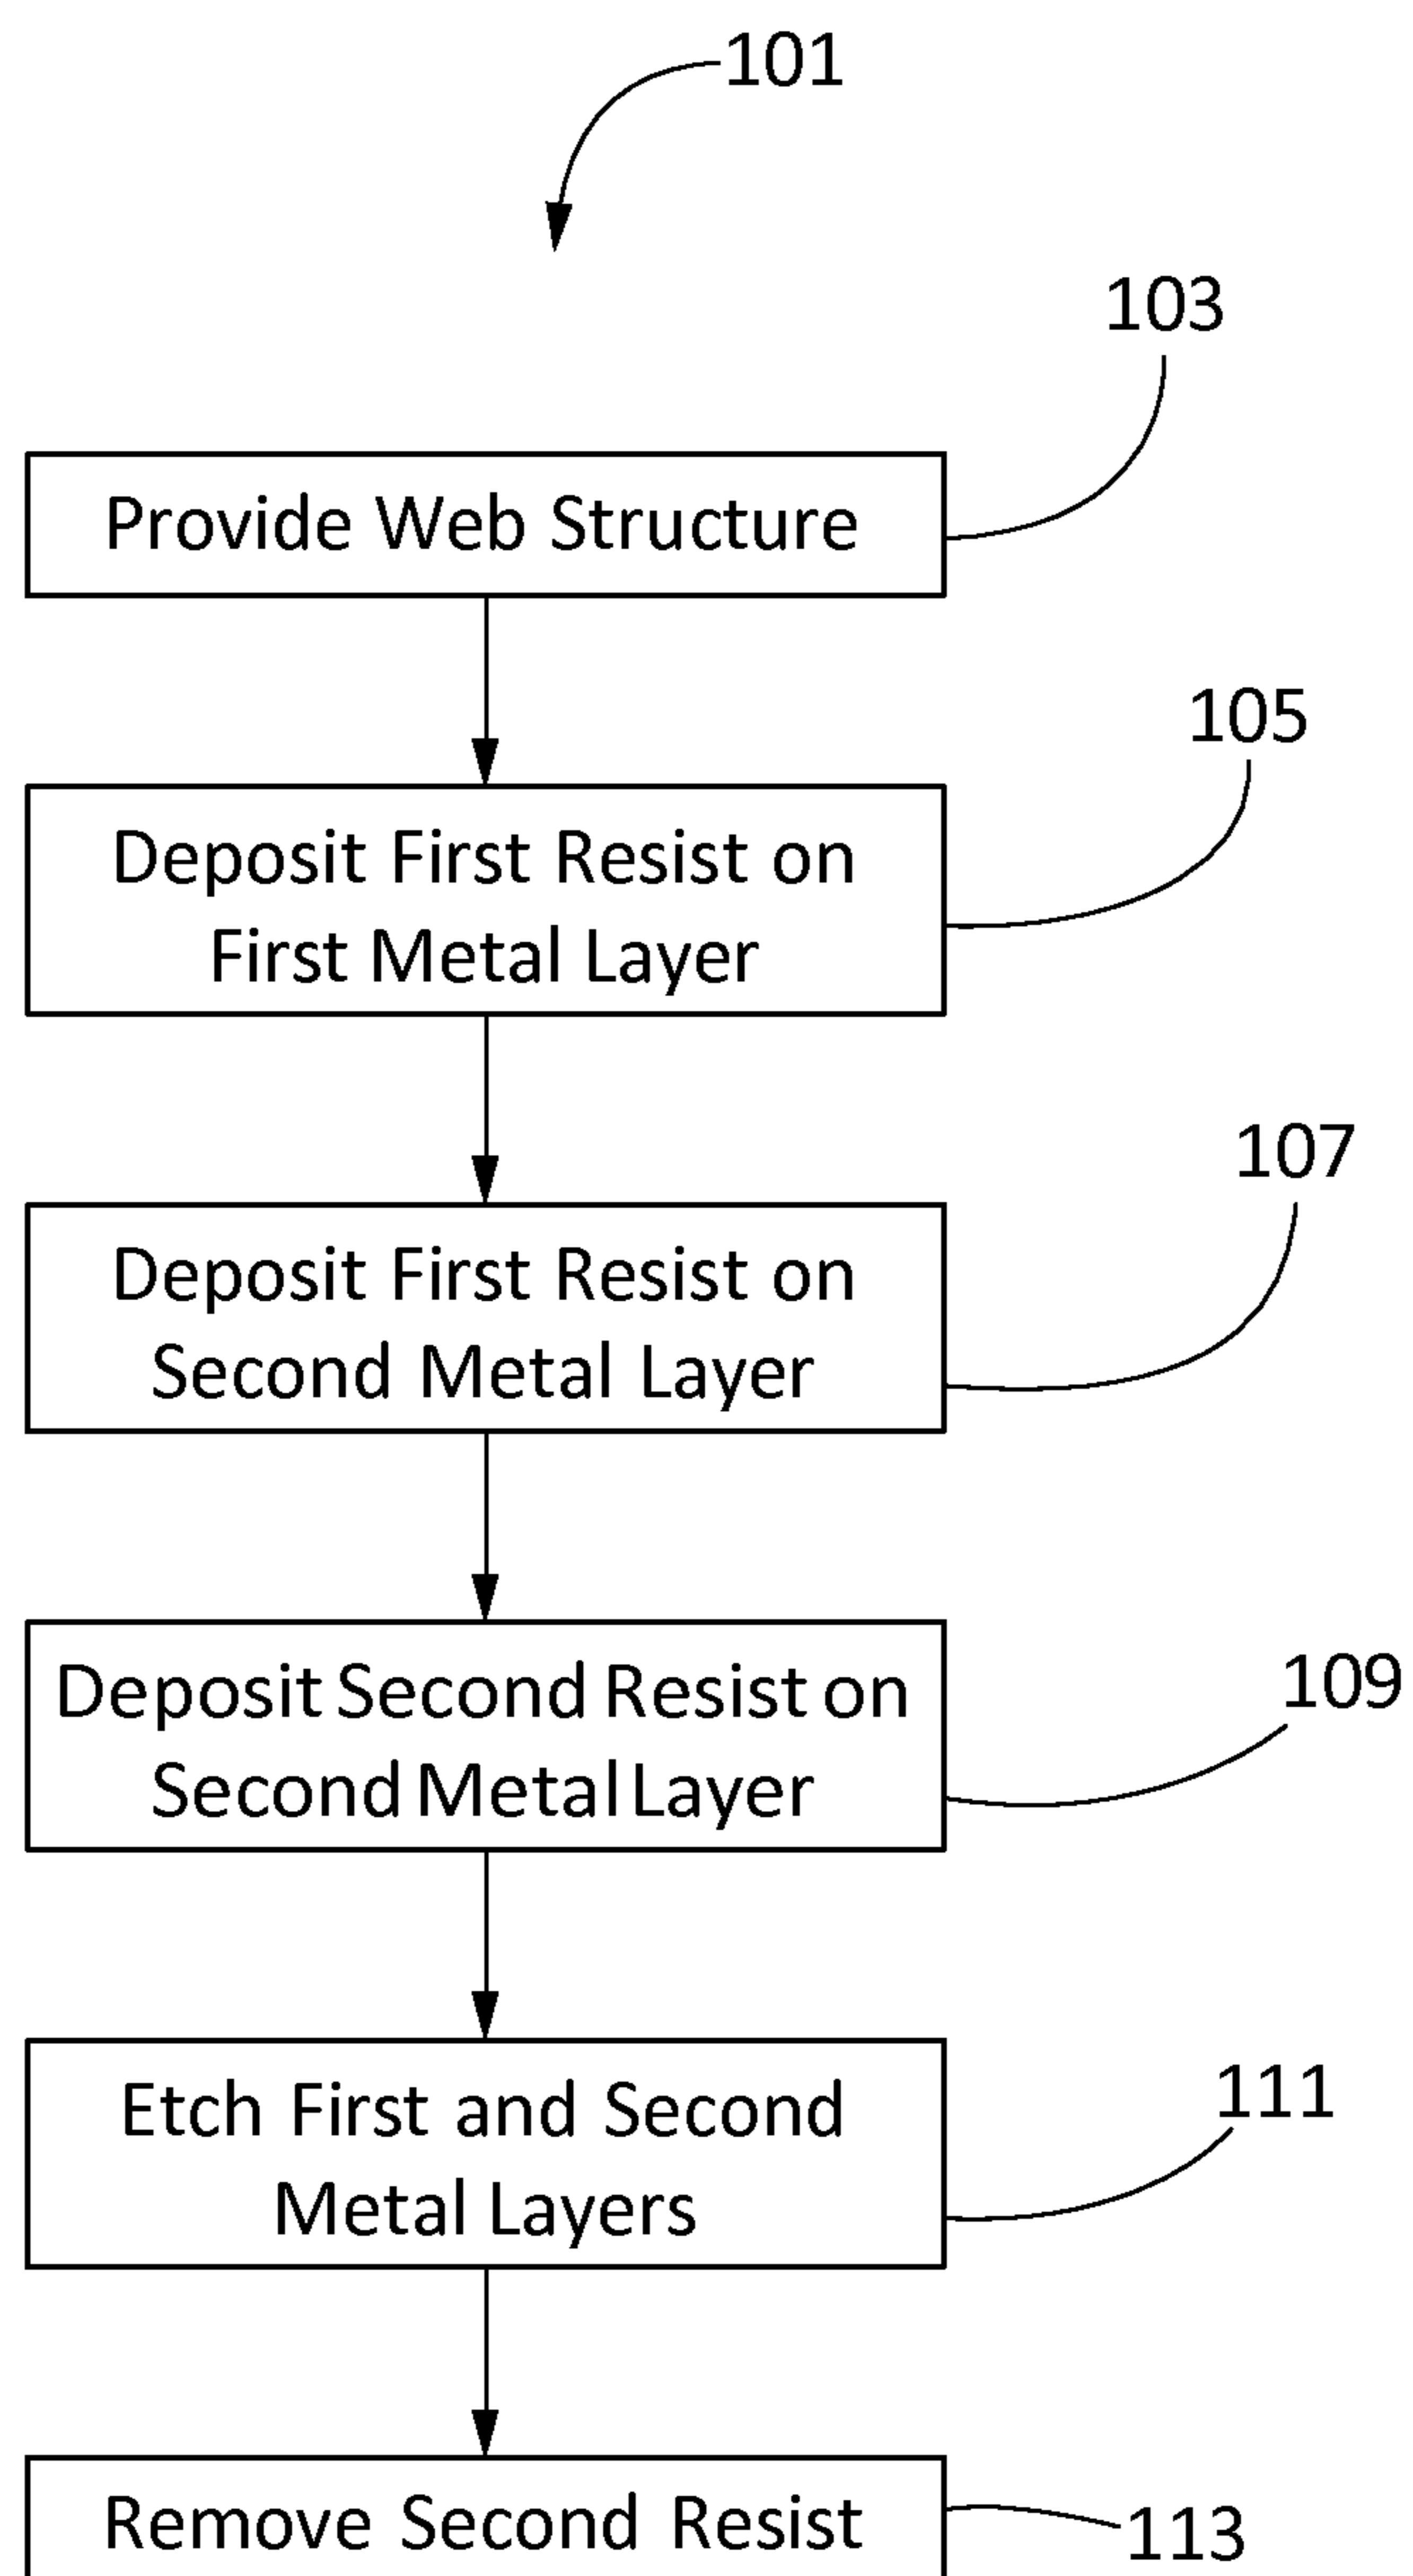 101
103
Provide Web Structure
105
Deposit First Resist on
First Metal Layer
107
Deposit First Resist on
Second Metal Layer
109
Deposit Second Resist on
Second Metal Layer
111
Etch First and Second
Metal Layers
Remove Second Resist
113